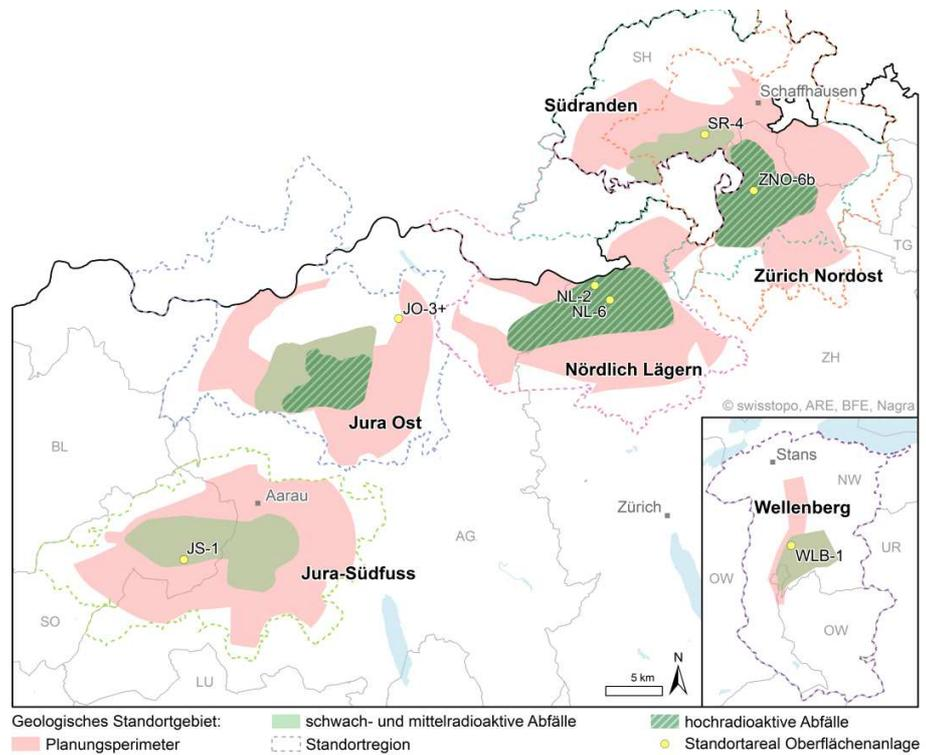 SH
Schaffhausen
Südranden
SR-4
ZNO-6b
TG
Zürich Nordost
NL-2
NL-6
JO-3+
Nördlich Lägern
ZH
© swisstopo, ARE, BFE, Nagra
Jura Ost
BL
Stans
NW
Aarau
Zürich
Wellenberg
AG
JS-1
WLB-1
UR
OW
Jura-Südfuss
SO
OW
LU
5 km
N
Geologisches Standortgebiet:
schwach- und mittelradioaktive Abfälle
hochradioaktive Abfälle
Planungsperimeter
Standortregion
Standortareal Oberflächenanlage